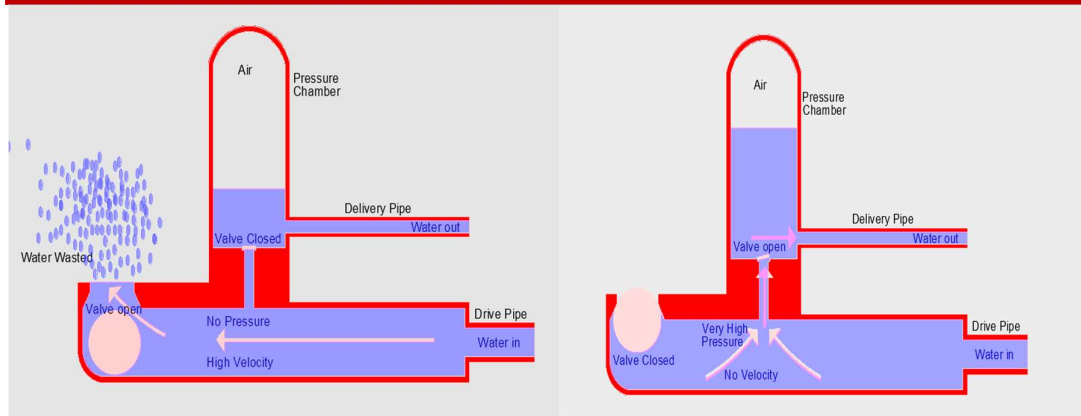 Air
Pressure
Chamber
Delivery Pipe
Water out
Valve Closed
Water Wasted
Valve open
No Pressure
Drive Pipe
Water in
High Velocity
Air
Pressure
Chamber
Delivery Pipe
Water out
Valve open
Drive Pipe
Very High
Pressure
Water in
Valve Closed
No Velocity